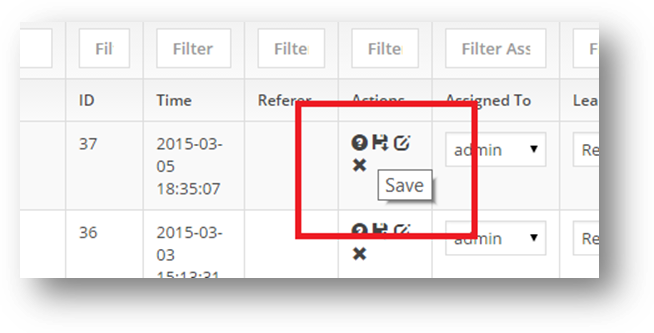 Fil Filter Filte Filte Filter Ass F
ID Time Referer Actions Assigned To Lea
37 2015-03-05 18:35:07 admin Re
Save
36 2015-03-03 15:13:31 admin Re